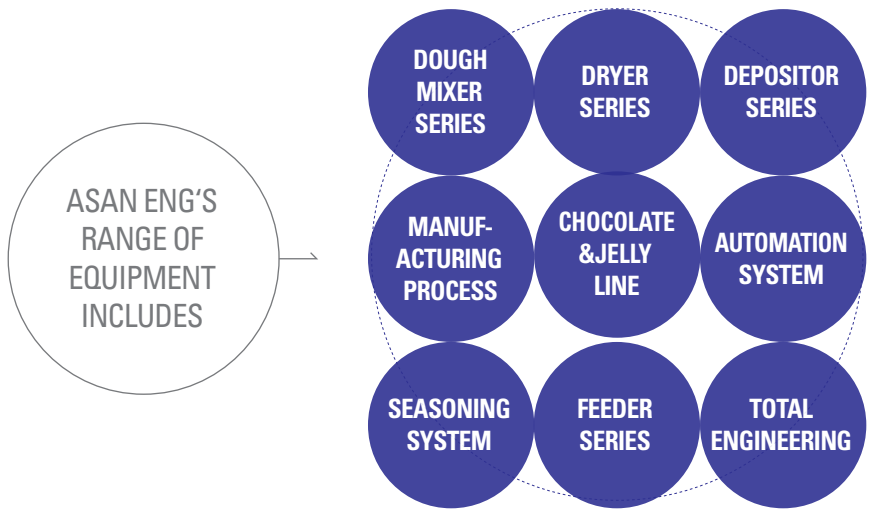 ASAN ENG‘S
RANGE OF
EQUIPMENT
INCLUDES
DOUGH
MIXER
SERIES
DRYER
SERIES
DEPOSITOR
SERIES
MANUF-
ACTURING
PROCESS
CHOCOLATE
&JELLY
LINE
AUTOMATION
SYSTEM
SEASONING
SYSTEM
FEEDER
SERIES
TOTAL
ENGINEERING